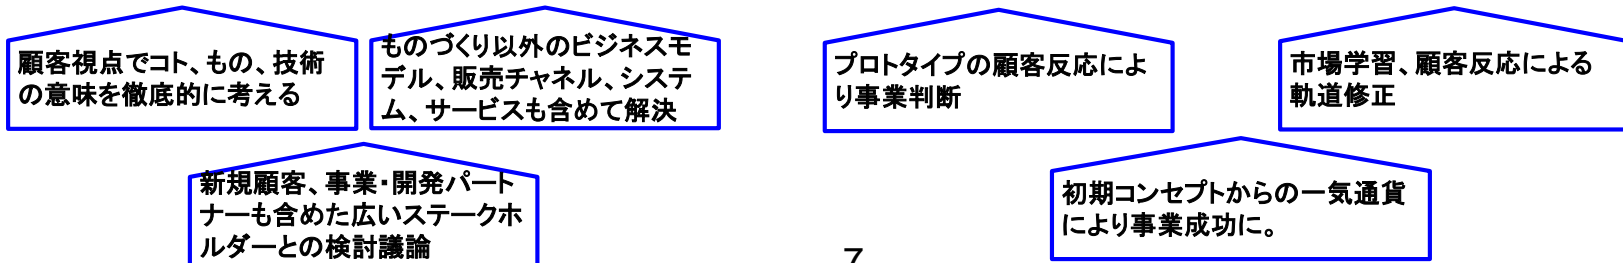 顧客視点でコト、もの、技術
の意味を徹底的に考える
ものづくり以外のビジネスモ
デル、販売チャネル、システ
ム、サービスも含めて解決
プロトタイプの顧客反応によ
り事業判断
市場学習、顧客反応による
軌道修正
新規顧客、事業・開発パート
ナーも含めた広いステークホ
ルダーとの検討議論
初期コンセプトからの一気通貨
により事業成功に。
7